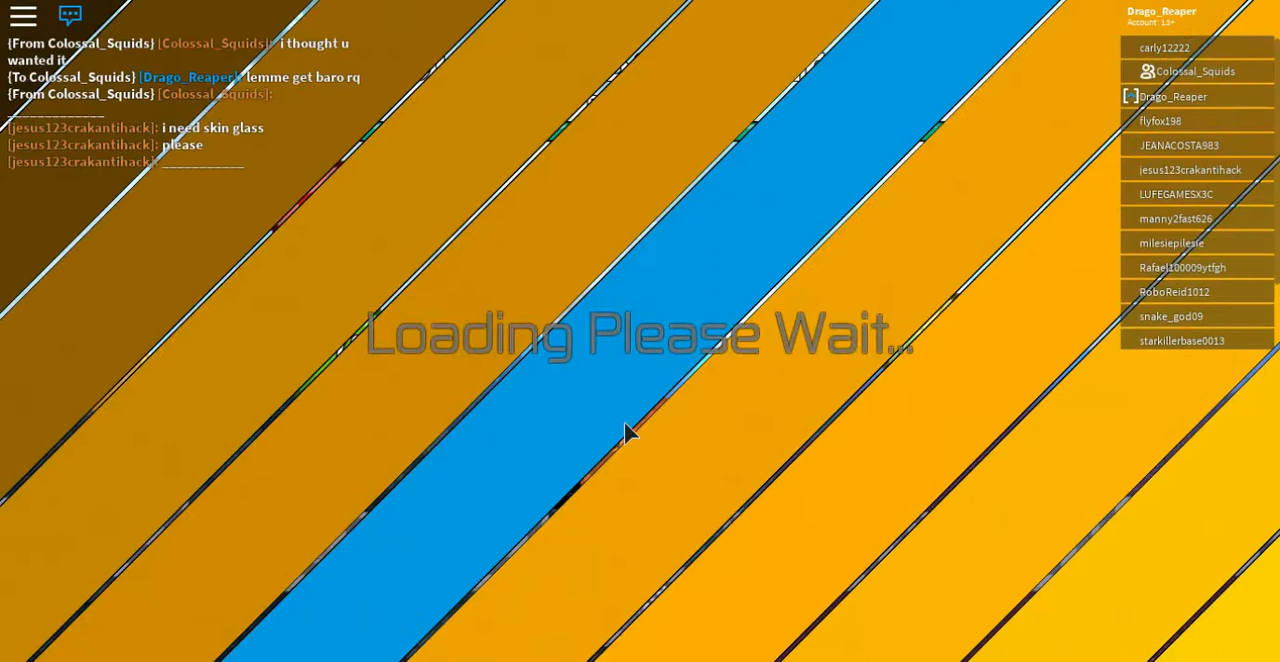 {From Colossal_Squids} [Colossal_Squids]: i thought u
wanted it
{To Colossal_Squids} [Drago_Reaper]: lemme get baro rq
{From Colossal_Squids} [Colossal_Squids]:
_____________
[jesus123crakantihack]: i need skin glass
[jesus123crakantihack]: please
[jesus123crakantihack]: ___________
Loading Please Wait...
Drago_Reaper
Account: 13+
carly12222
Colossal_Squids
Drago_Reaper
flyfox198
JEANACOSTA983
jesus123crakantihack
LUFEGAMESX3C
manny2fast626
milesiepilesie
Rafael100009ytfgh
RoboReid1012
snake_god09
starkillerbase0013